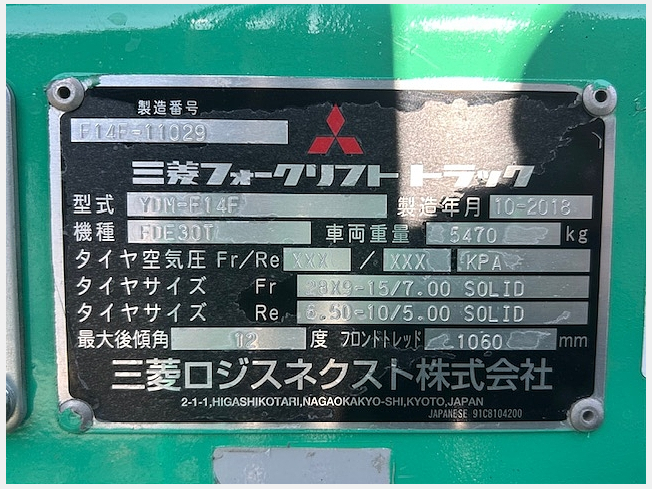 製造番号
F14E-11029
三菱フォークリフト トラック
型式 YDM-F14E 製造年月 10-2018
機種 FDE30T 車両重量 5470 kg
タイヤ空気圧 Fr/Re XXX / XXX KPA
タイヤサイズ Fr 28X9-15/7.00 SOLID
タイヤサイズ Re 6.50-10/5.00 SOLID
最大後傾角 12 度 フロントトレッド 1060 mm
三菱ロジスネクスト株式会社
2-1-1,HIGASHIKOTARI,NAGAOKAKYO-SHI,KYOTO,JAPAN
JAPANESE 91C8104200